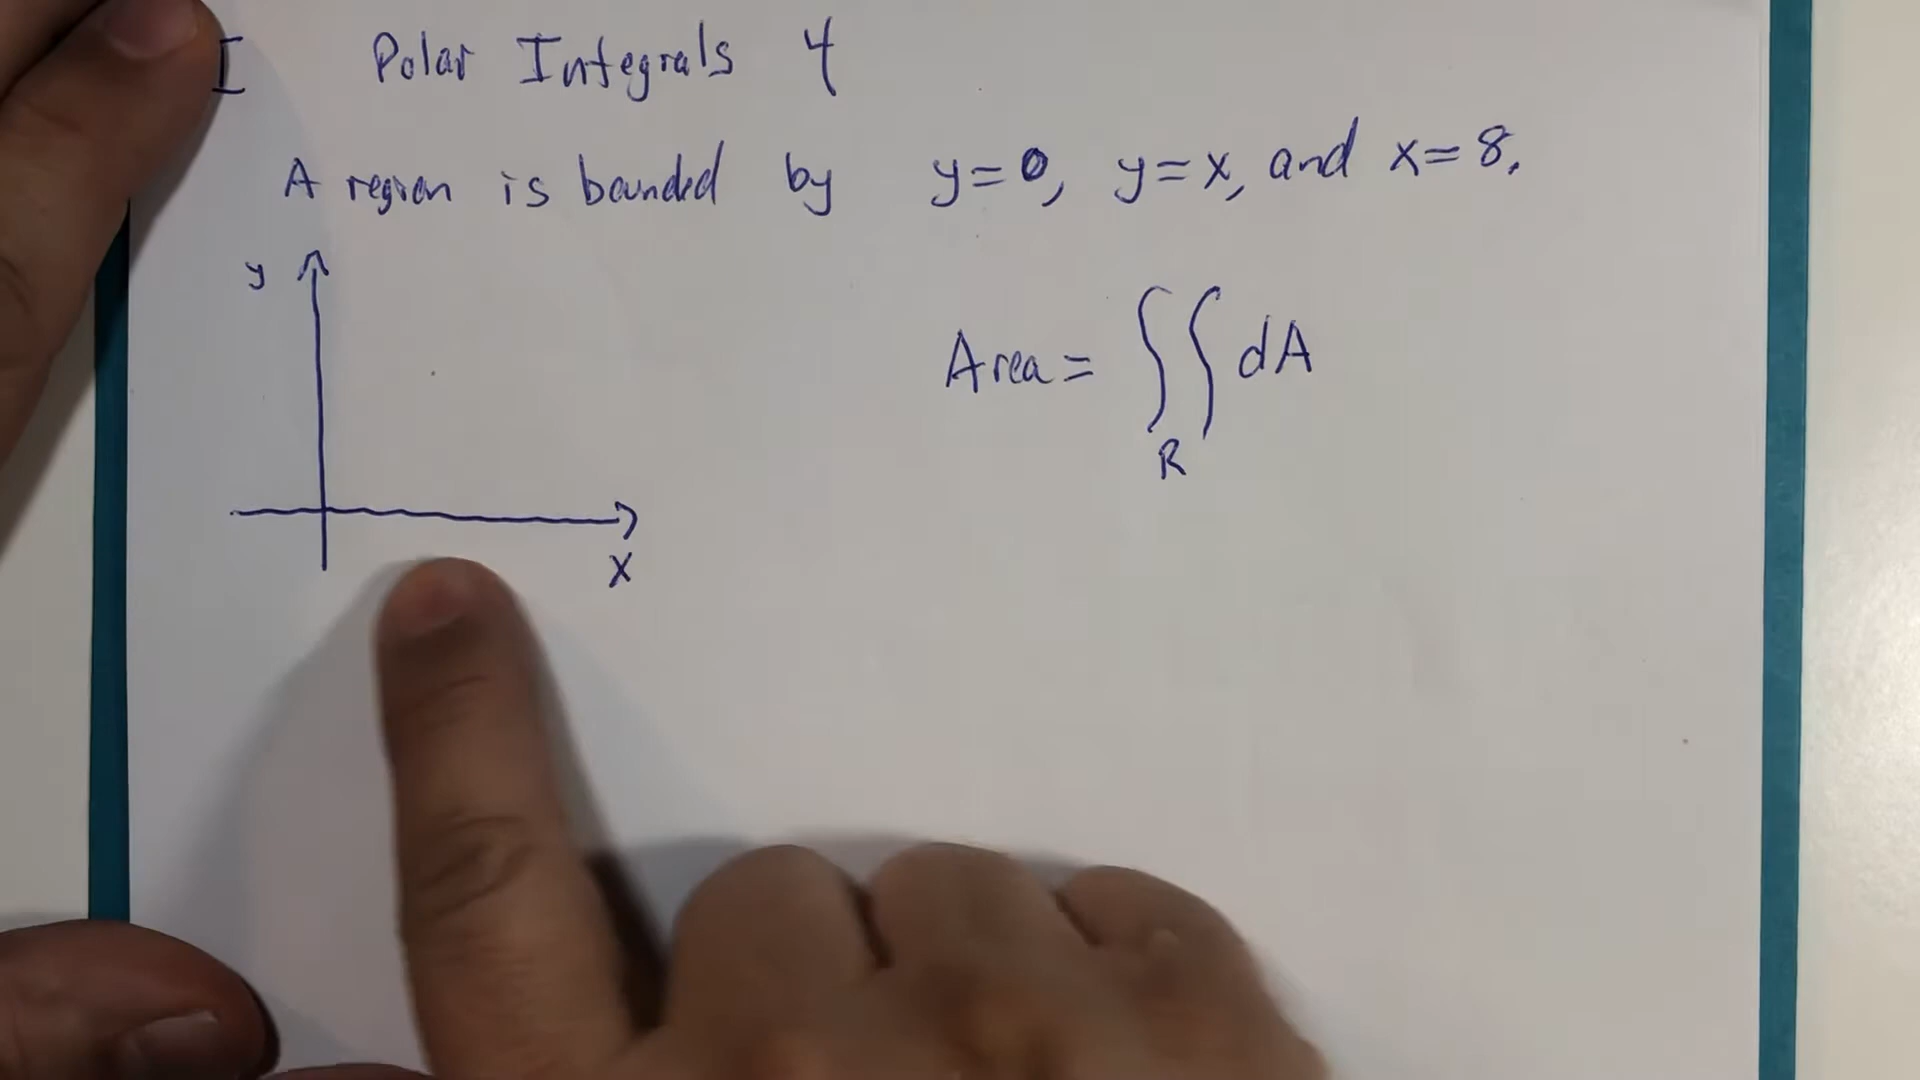 I Polar Integrals 4
A region is bounded by y=0, y=x, and x=8.
y
Area = ∫∫ dA
R
x